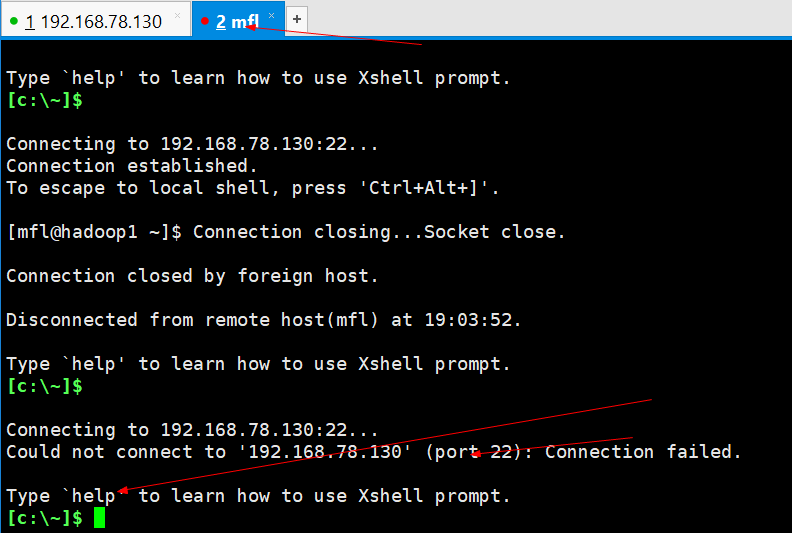 1 192.168.78.130 × 2 mfl × +
Type `help' to learn how to use Xshell prompt.
[c:\~]$
Connecting to 192.168.78.130:22...
Connection established.
To escape to local shell, press 'Ctrl+Alt+]'.
[mfl@hadoop1 ~]$ Connection closing...Socket close.
Connection closed by foreign host.
Disconnected from remote host(mfl) at 19:03:52.
Type `help' to learn how to use Xshell prompt.
[c:\~]$
Connecting to 192.168.78.130:22...
Could not connect to '192.168.78.130' (port 22): Connection failed.
Type `help' to learn how to use Xshell prompt.
[c:\~]$